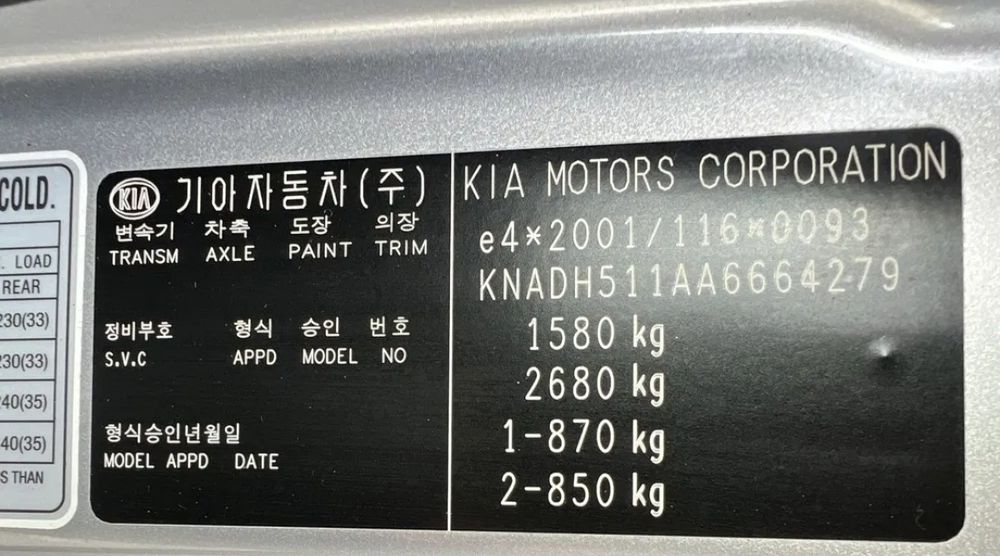 COLD.
LOAD
REAR
230(33)
230(33)
240(35)
240(35)
THAN
KIA 기아자동차(주)
변속기 차축 도장 의장
TRANSM AXLE PAINT TRIM
정비부호 형식 승인 번호
S.V.C APPD MODEL NO
형식승인년월일
MODEL APPD DATE
KIA MOTORS CORPORATION
e4*2001/116*0093
KNADH511AA6664279
1580 kg
2680 kg
1-870 kg
2-850 kg